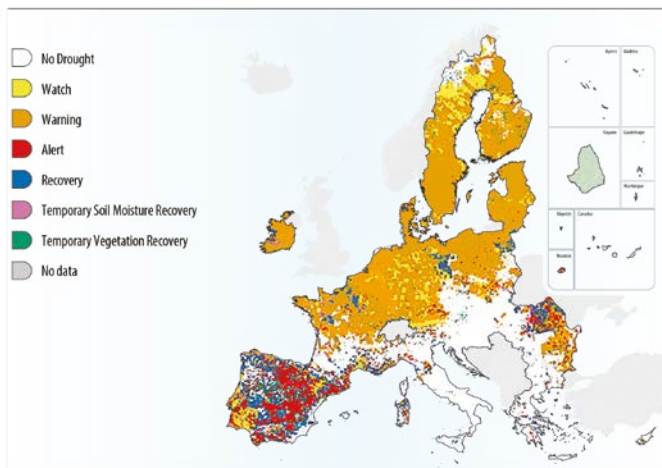 No Drought
Watch
Warning
Alert
Recovery
Temporary Soil Moisture Recovery
Temporary Vegetation Recovery
No data
Azores
Madeira
Guyane
Guadeloupe
Martinique
Mayotte
Canarias
Réunion